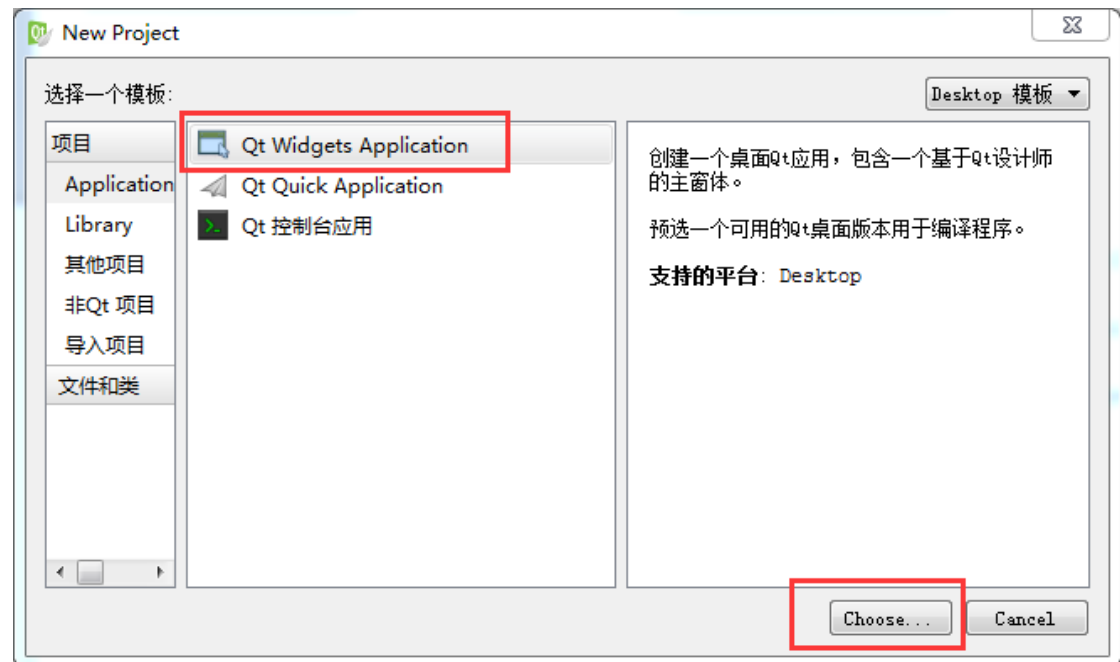 New Project
选择一个模板:
Desktop 模板
项目
Application
Library
其他项目
非Qt 项目
导入项目
文件和类
Qt Widgets Application
Qt Quick Application
Qt 控制台应用
创建一个桌面Qt应用，包含一个基于Qt设计师
的主窗体。
预选一个可用的Qt桌面版本用于编译程序。
支持的平台: Desktop
Choose...
Cancel